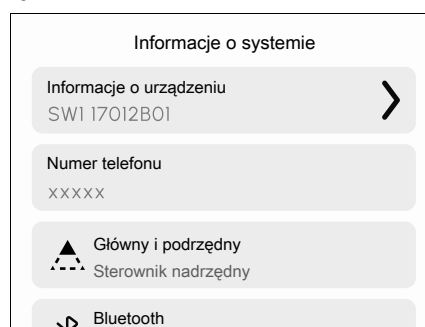 Informacje o systemie
Informacje o urządzeniu
SW1 17012B01
Numer telefonu
xxxxx
Główny i podrzędny
Sterownik nadrzędny
Bluetooth